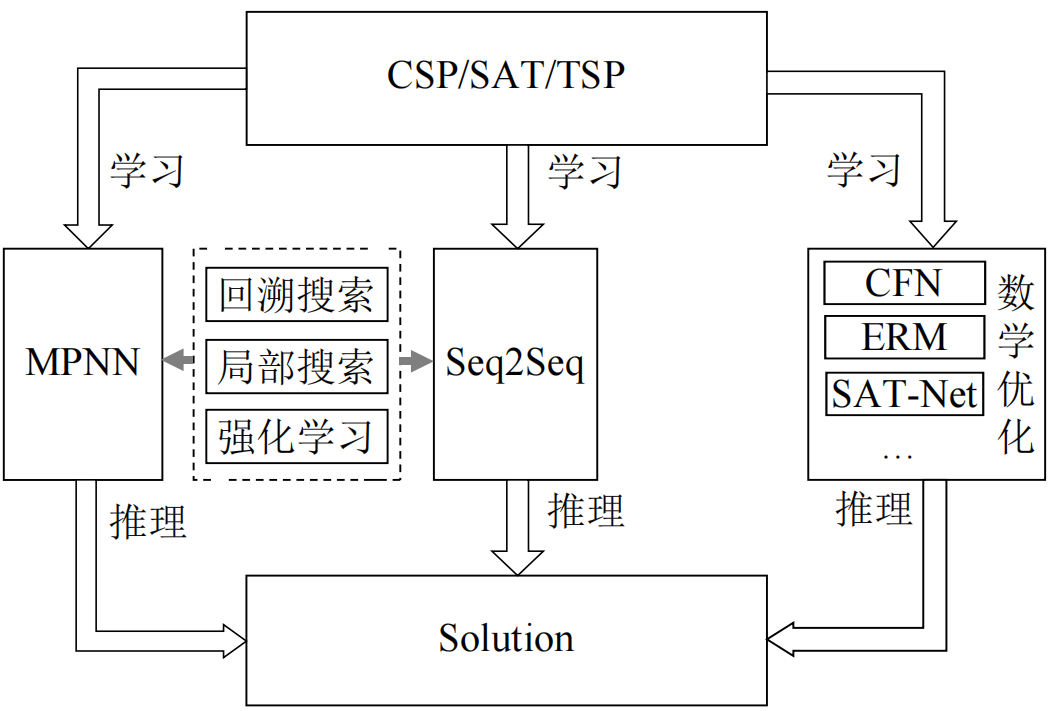 CSP/SAT/TSP
学习
学习
学习
MPNN
回溯搜索
局部搜索
强化学习
Seq2Seq
CFN
ERM
SAT-Net
…
数学优化
推理
推理
推理
Solution